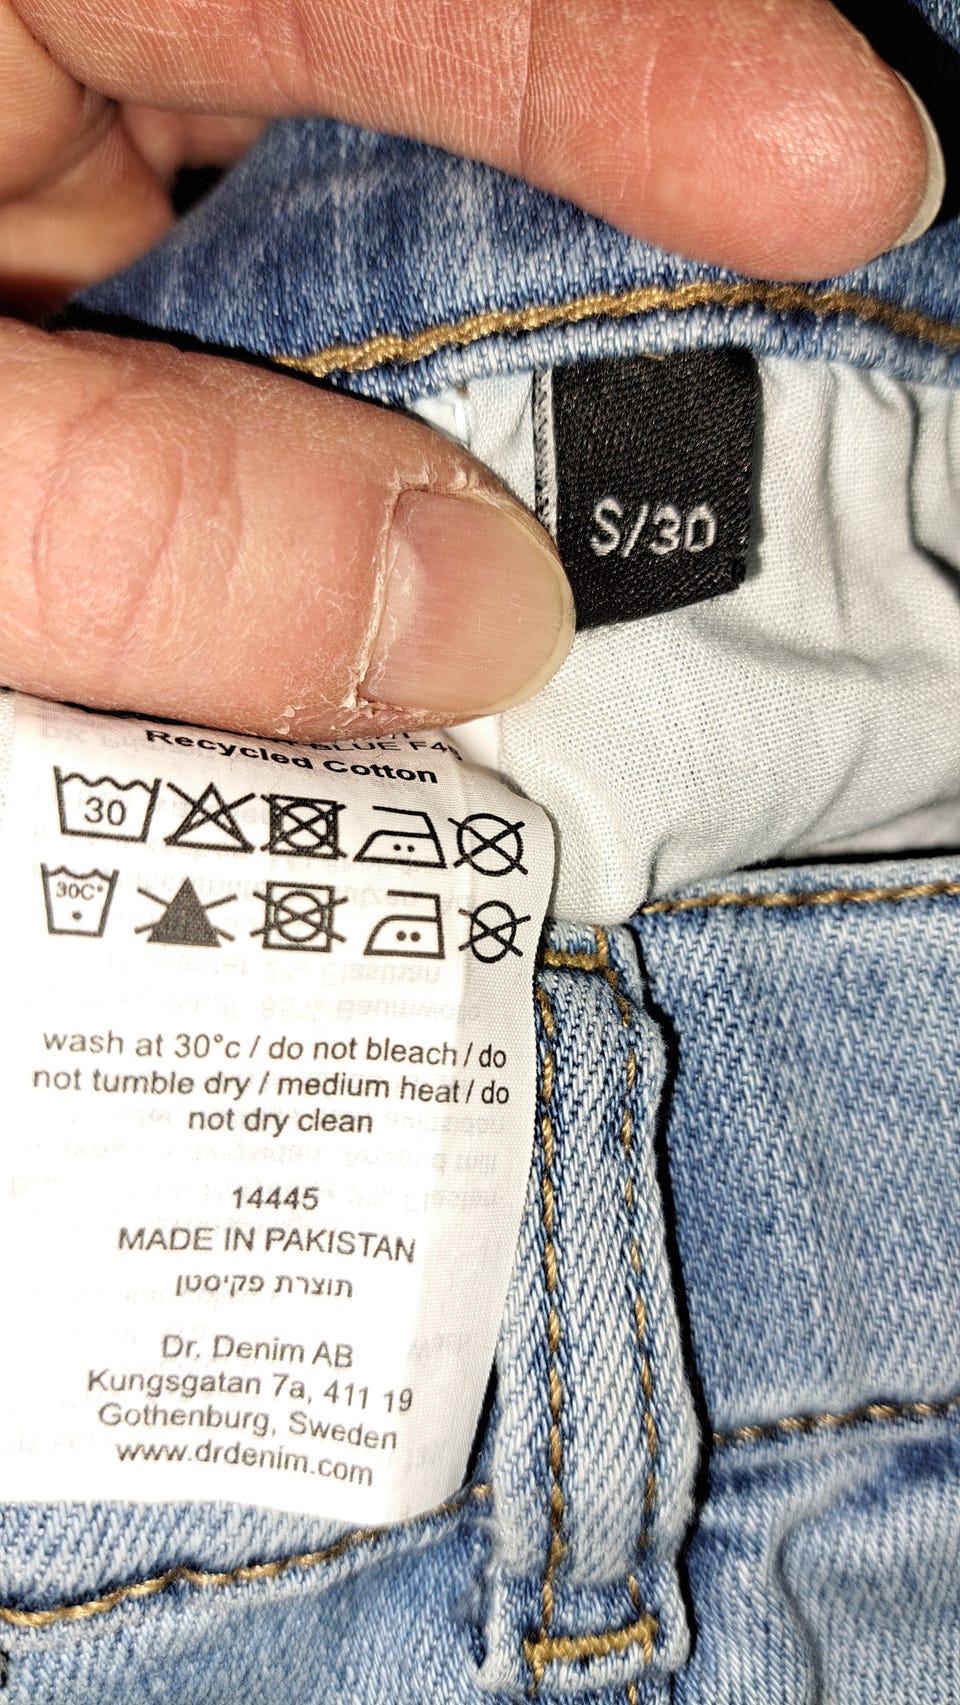 S/30
BLUE F4
Recycled Cotton
30
30C°
wash at 30°c / do not bleach / do
not tumble dry / medium heat / do
not dry clean
14445
MADE IN PAKISTAN
תוצרת פקיסטן
Dr. Denim AB
Kungsgatan 7a, 411 19
Gothenburg, Sweden
www.drdenim.com